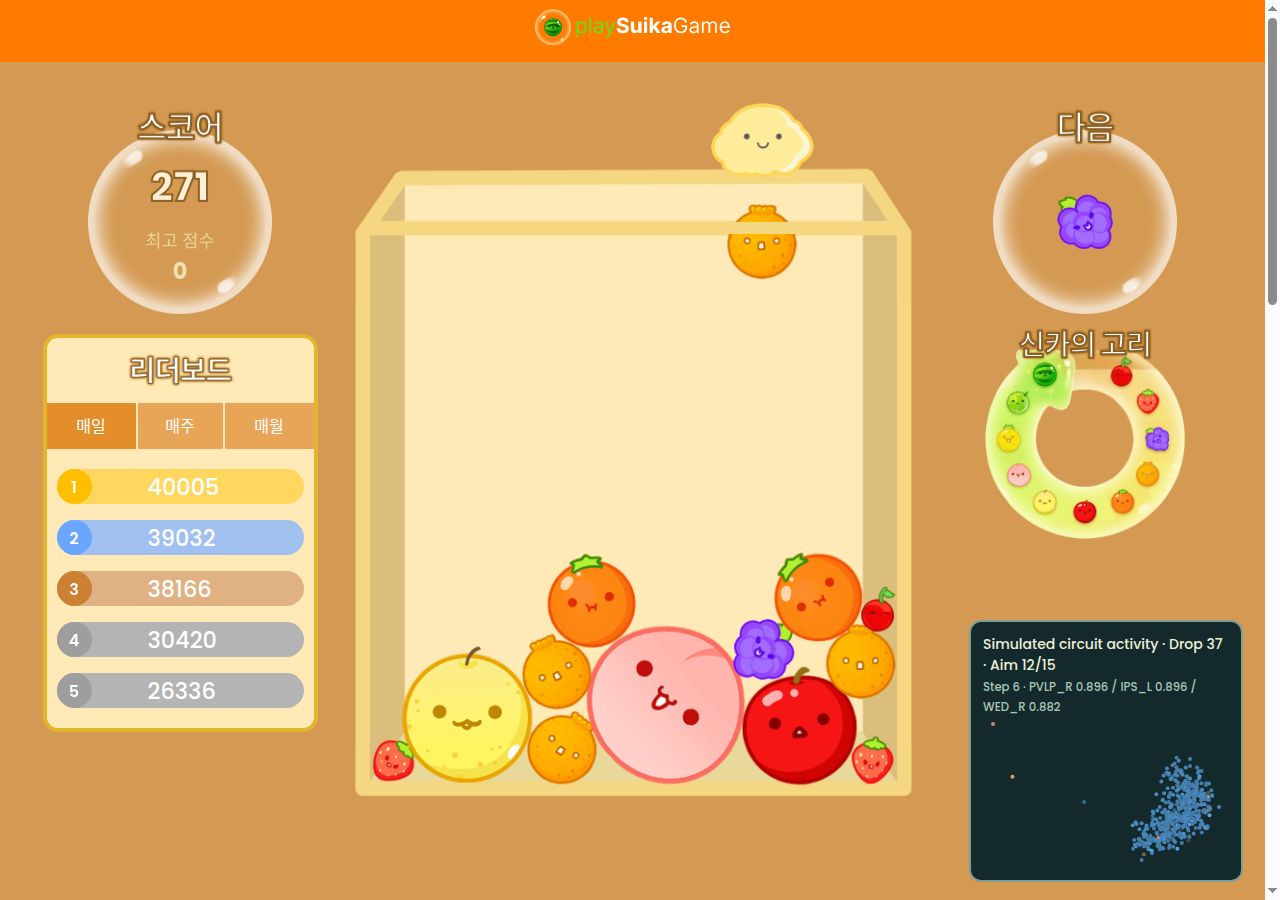 playSuikaGame
스코어
271
최고 점수
0
다음
신카의 고리
리더보드
매일
매주
매월
1 40005
2 39032
3 38166
4 30420
5 26336
Simulated circuit activity · Drop 37
· Aim 12/15
Step 6 · PVLP_R 0.896 / IPS_L 0.896 /
WED_R 0.882